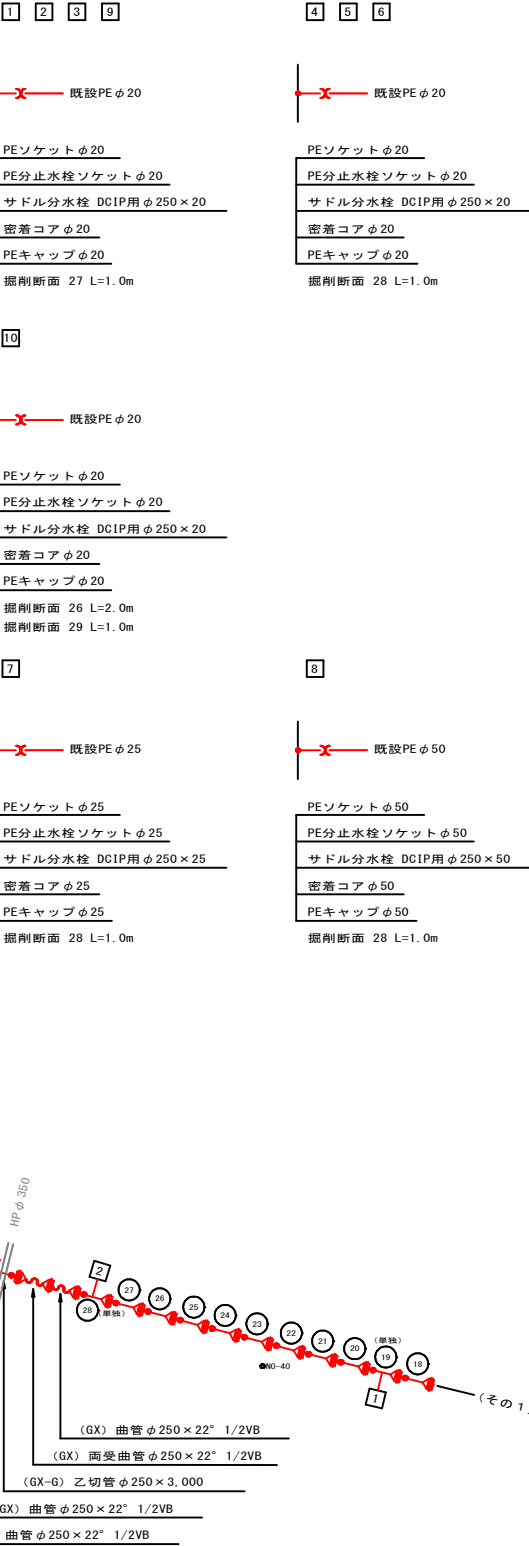 1 2 3 9
既設PEφ20
PEソケットφ20
PE分止水栓ソケットφ20
サドル分水栓 DCIP用φ250×20
密着コアφ20
PEキャップφ20
掘削断面 27 L=1.0m
4 5 6
既設PEφ20
PEソケットφ20
PE分止水栓ソケットφ20
サドル分水栓 DCIP用φ250×20
密着コアφ20
PEキャップφ20
掘削断面 28 L=1.0m
10
既設PEφ20
PEソケットφ20
PE分止水栓ソケットφ20
サドル分水栓 DCIP用φ250×20
密着コアφ20
PEキャップφ20
掘削断面 26 L=2.0m
掘削断面 29 L=1.0m
7
既設PEφ25
PEソケットφ25
PE分止水栓ソケットφ25
サドル分水栓 DCIP用φ250×25
密着コアφ25
PEキャップφ25
掘削断面 28 L=1.0m
8
既設PEφ50
PEソケットφ50
PE分止水栓ソケットφ50
サドル分水栓 DCIP用φ250×50
密着コアφ50
PEキャップφ50
掘削断面 28 L=1.0m
HPφ350
2
28
(単独)
27
26
25
24
23
22
21
20
(単独)
19
18
NO-40
1
(その1
(GX) 曲管φ250×22° 1/2VB
(GX) 両受曲管φ250×22° 1/2VB
(GX-G) 乙切管φ250×3,000
GX) 曲管φ250×22° 1/2VB
曲管φ250×22° 1/2VB